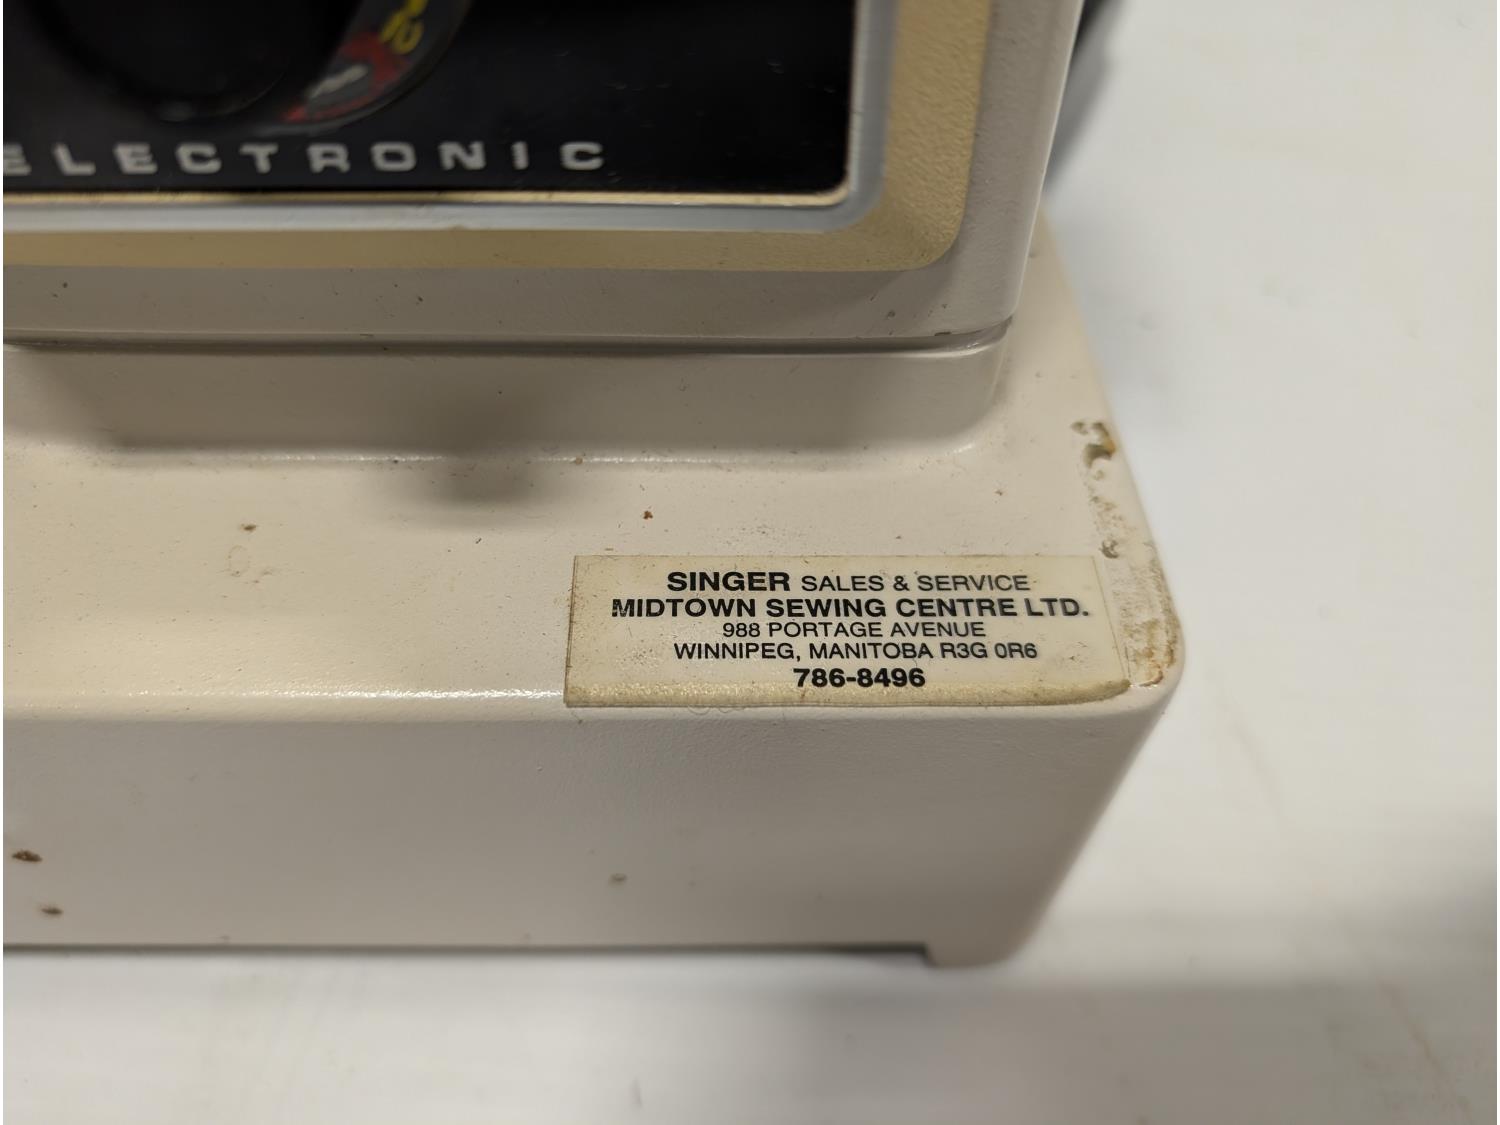 ELECTRONIC
SINGER SALES & SERVICE
MIDTOWN SEWING CENTRE LTD.
988 PORTAGE AVENUE
WINNIPEG, MANITOBA R3G 0R6
786-8496